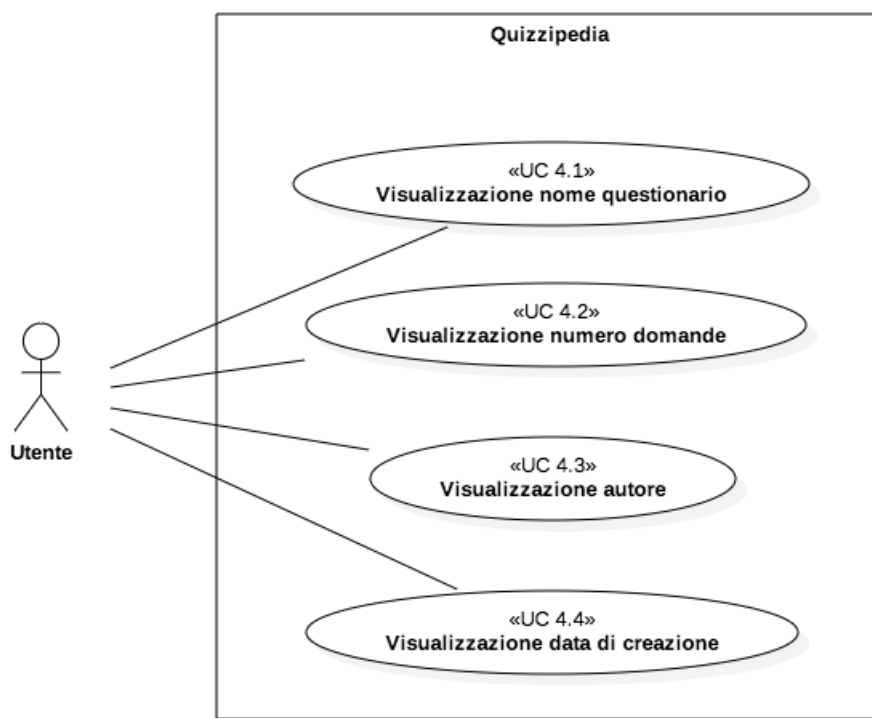 Quizzipedia
«UC 4.1»
Visualizzazione nome questionario
«UC 4.2»
Visualizzazione numero domande
Utente
«UC 4.3»
Visualizzazione autore
«UC 4.4»
Visualizzazione data di creazione